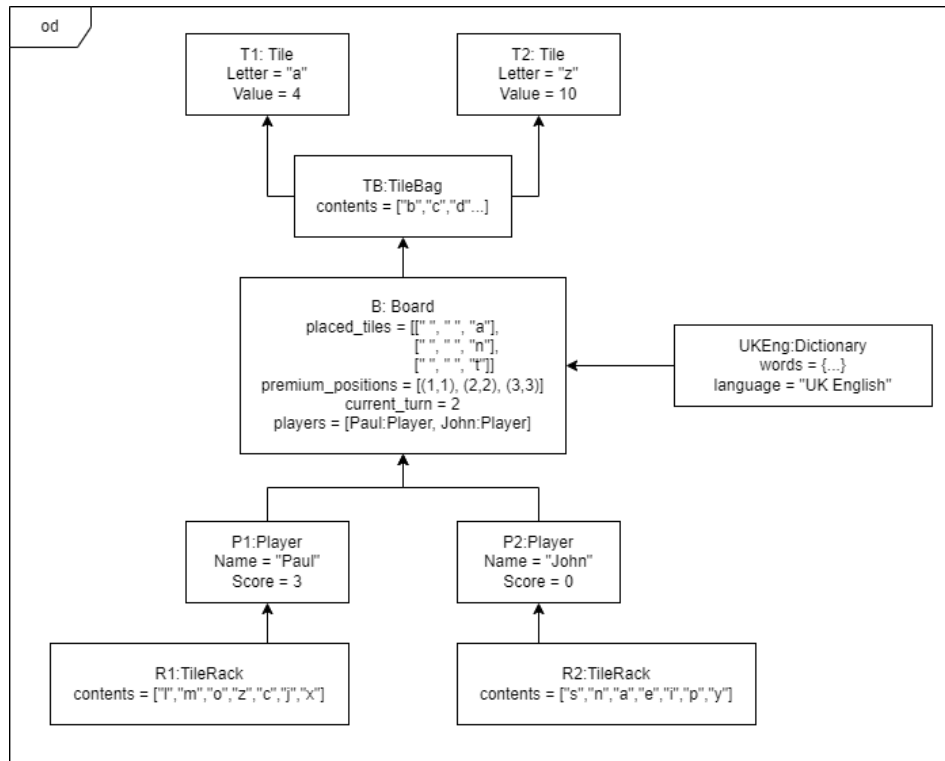 od
T1: Tile
Letter = "a"
Value = 4
T2: Tile
Letter = "z"
Value = 10
TB:TileBag
contents = ["b","c","d"...]
B: Board
placed_tiles = [[" ", " ", "a"],
[" ", " ", "n"],
[" ", " ", "t"]]
premium_positions = [(1,1), (2,2), (3,3)]
current_turn = 2
players = [Paul:Player, John:Player]
UKEng:Dictionary
words = {...}
language = "UK English"
P1:Player
Name = "Paul"
Score = 3
P2:Player
Name = "John"
Score = 0
R1:TileRack
contents = ["l","m","o","z","c","j","x"]
R2:TileRack
contents = ["s","n","a","e","i","p","y"]